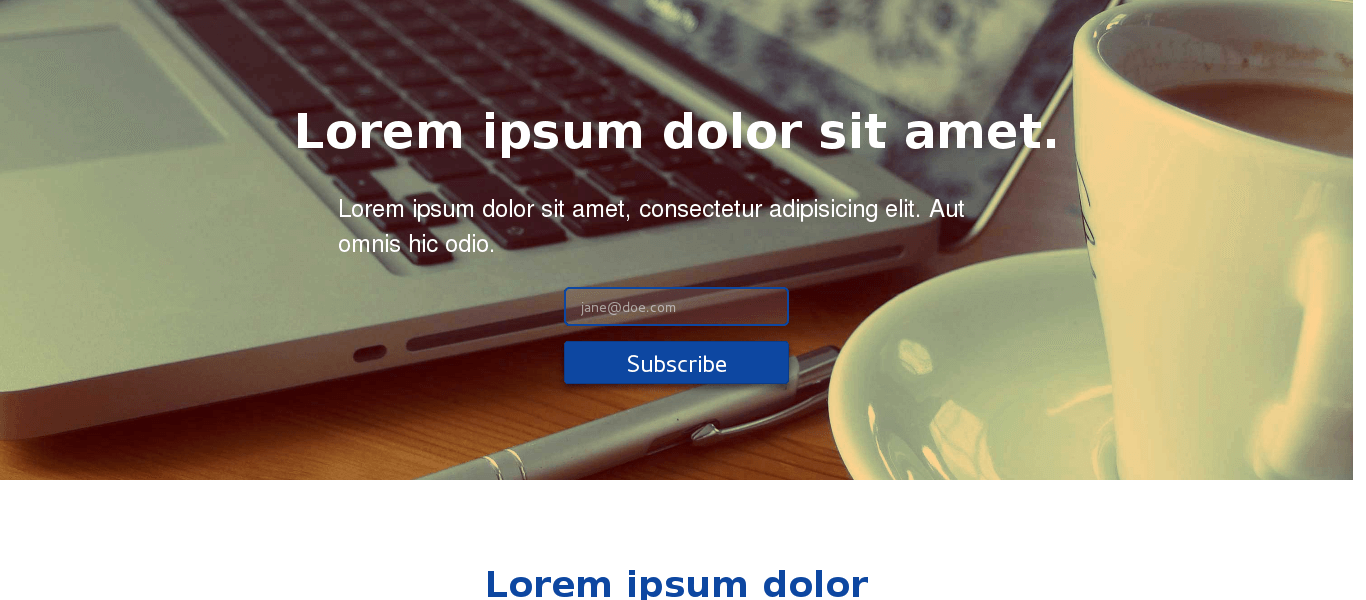 Lorem ipsum dolor sit amet.
Lorem ipsum dolor sit amet, consectetur adipisicing elit. Aut
omnis hic odio.
jane@doe.com
Subscribe
Lorem ipsum dolor